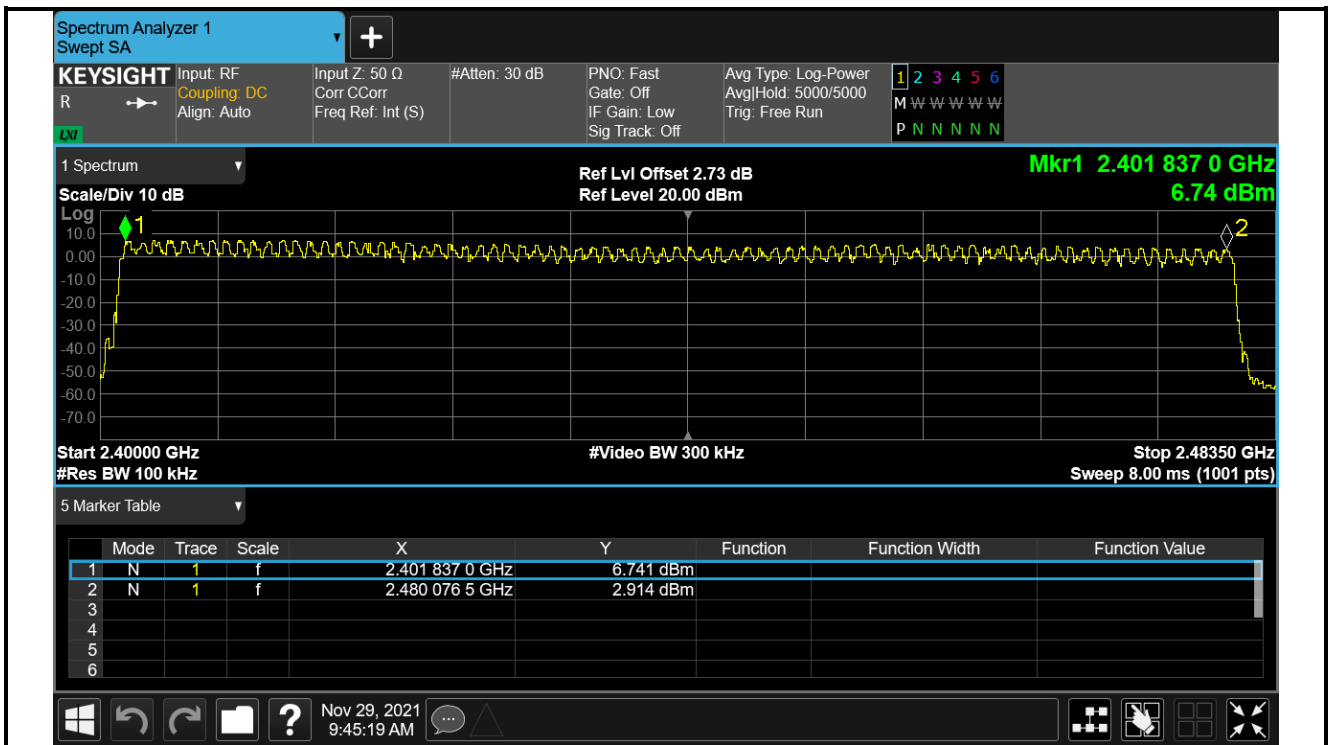 Spectrum Analyzer 1
Swept SA
KEYSIGHT
R
LXI
Input: RF
Coupling: DC
Align: Auto
Input Z: 50 Ω
Corr CCorr
Freq Ref: Int (S)
#Atten: 30 dB
PNO: Fast
Gate: Off
IF Gain: Low
Sig Track: Off
Avg Type: Log-Power
Avg|Hold: 5000/5000
Trig: Free Run
1 2 3 4 5 6
M W W W W W
P N N N N N
1 Spectrum
Scale/Div 10 dB
Ref Lvl Offset 2.73 dB
Ref Level 20.00 dBm
Mkr1 2.401 837 0 GHz
6.74 dBm
Log
1
2
10.0
0.00
-10.0
-20.0
-30.0
-40.0
-50.0
-60.0
-70.0
Start 2.40000 GHz
#Res BW 100 kHz
#Video BW 300 kHz
Stop 2.48350 GHz
Sweep 8.00 ms (1001 pts)
5 Marker Table
Mode Trace Scale X Y Function Function Width Function Value
1 N 1 f 2.401 837 0 GHz 6.741 dBm
2 N 1 f 2.480 076 5 GHz 2.914 dBm
3
4
5
6
?
Nov 29, 2021
9:45:19 AM